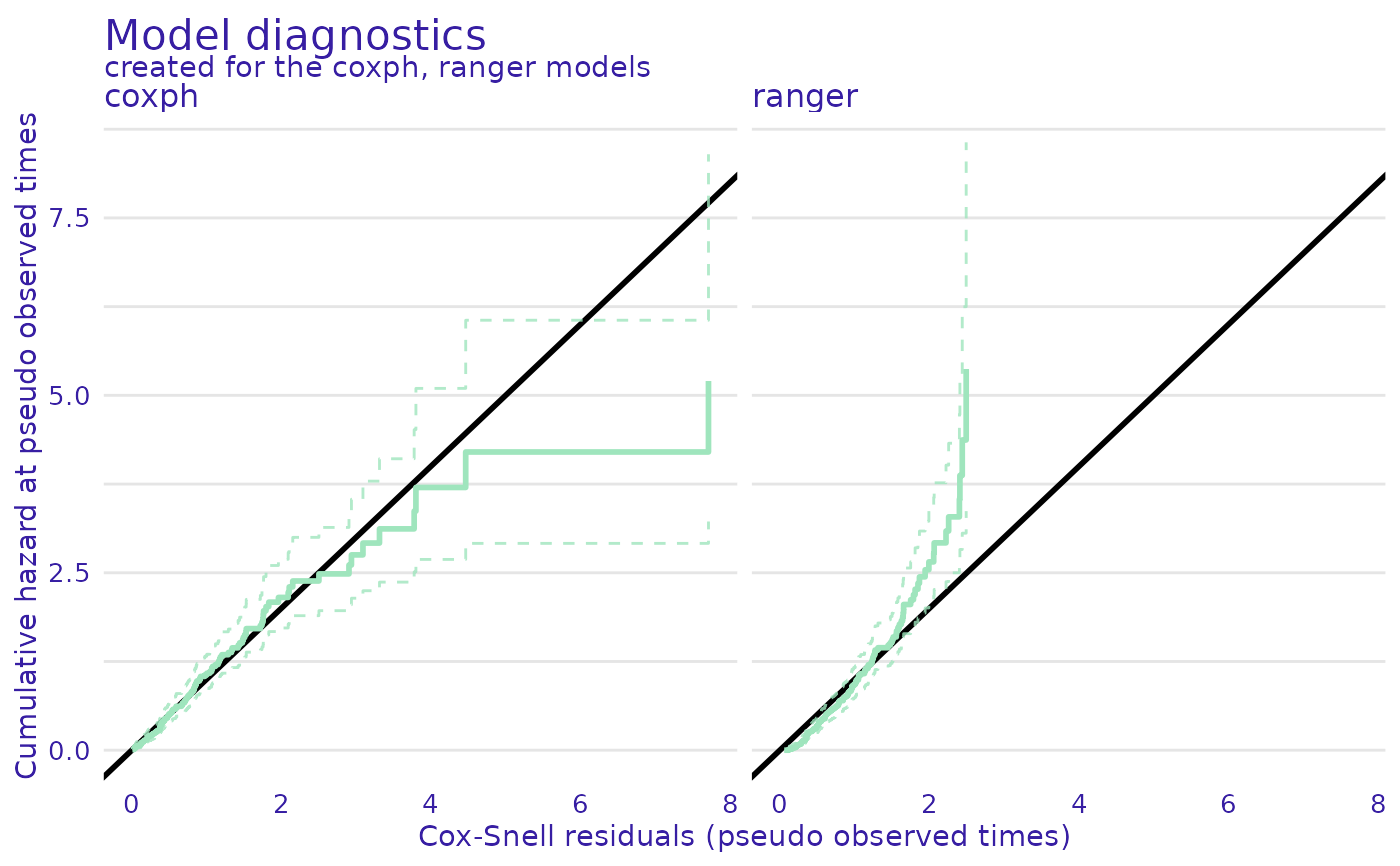 Model diagnostics
created for the coxph, ranger models
coxph
ranger
Cumulative hazard at pseudo observed times
7.5
5.0
2.5
0.0
0 2 4 6 8 0 2 4 6 8
Cox-Snell residuals (pseudo observed times)